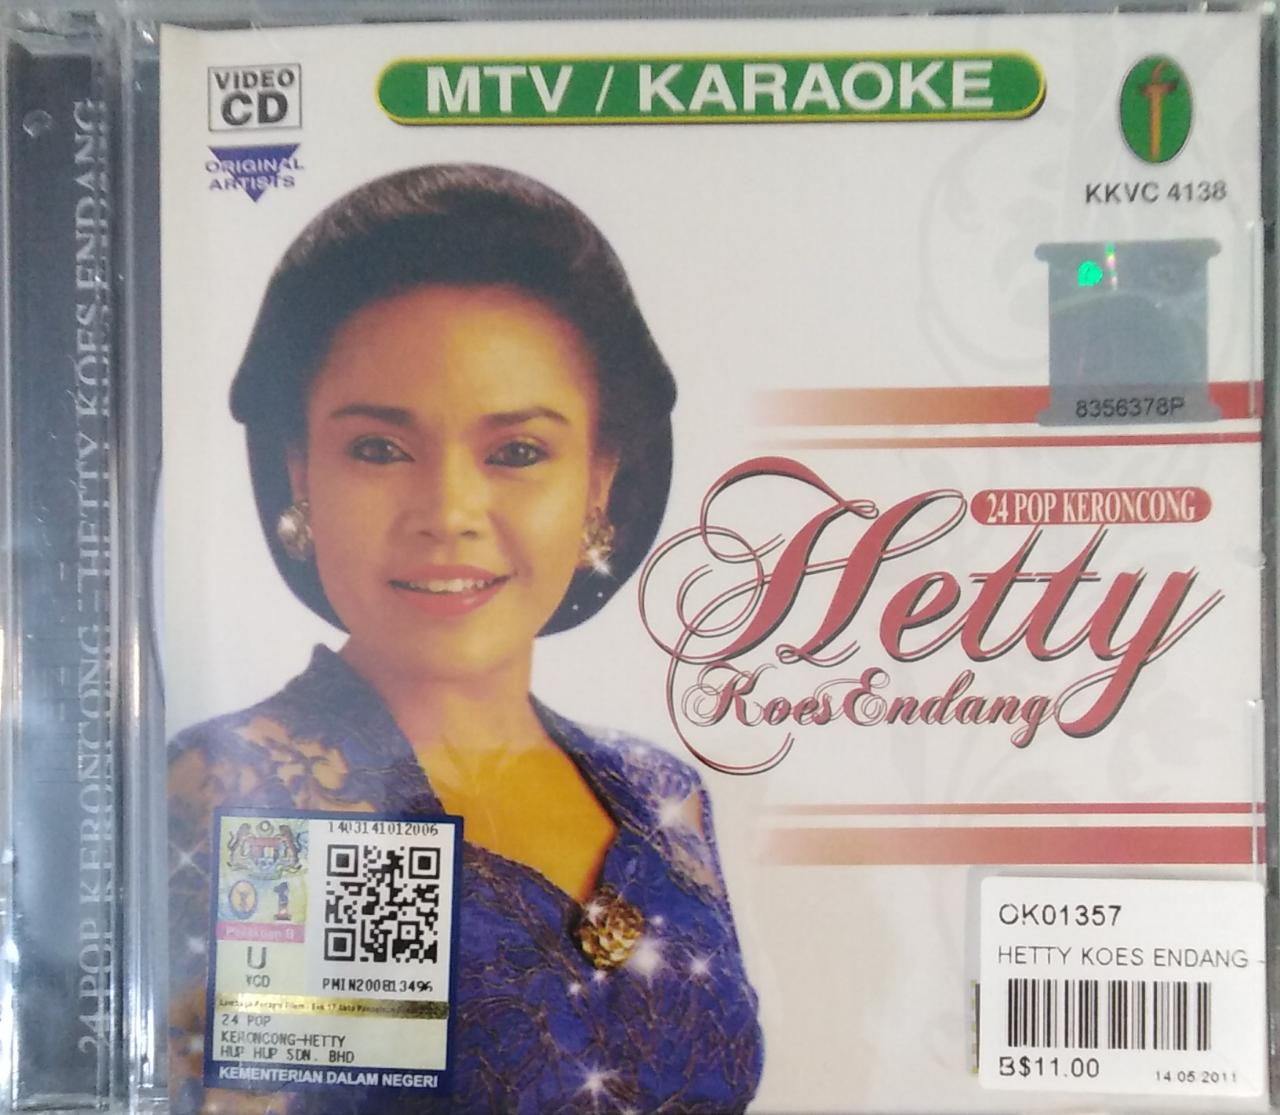 24 POP KERONCONG - HETTY KOES ENDANG
VIDEO
CD
ORIGINAL
ARTISTS
MTV / KARAOKE
KKVC 4138
8356378P
24 POP KERONCONG
Hetty
Koes Endang
1403141012006
01
U
VCD
PMIN200813496
24 POP
KERONCONG-HETTY
HUP HUP SDN. BHD
KEMENTERIAN DALAM NEGERI
OK01357
HETTY KOES ENDANG -
B$11.00
14 05 2011